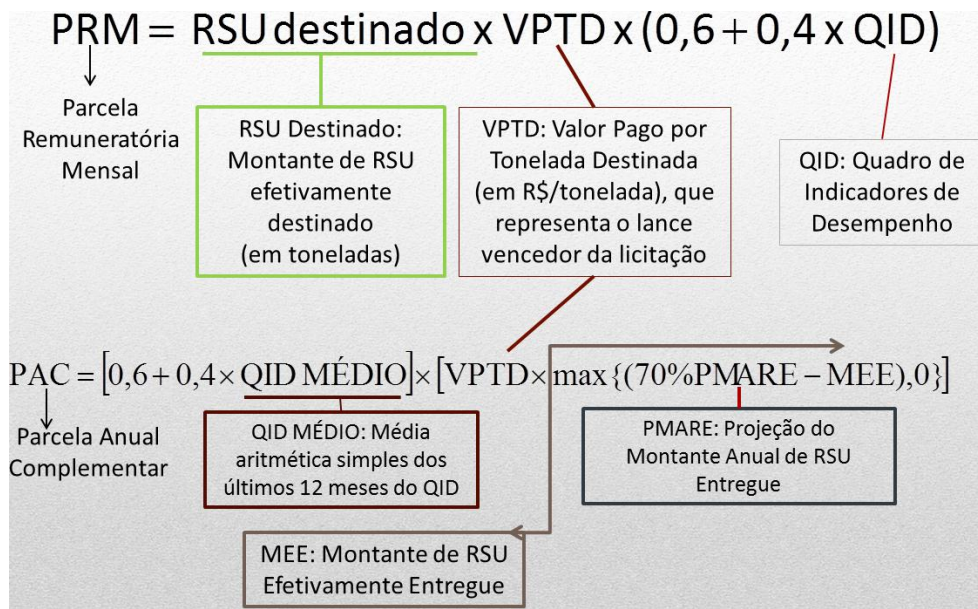 PRM = RSU destinado x VPTD x (0,6 + 0,4 x QID)
Parcela
Remuneratória
Mensal
RSU Destinado:
Montante de RSU
efetivamente
destinado
(em toneladas)
VPTD: Valor Pago por
Tonelada Destinada
(em R$/tonelada), que
representa o lance
vencedor da licitação
QID: Quadro de
Indicadores de
Desempenho
PAC = [0,6 + 0,4 × QID MÉDIO] × [VPTD × max {(70%PMARE − MEE),0}]
Parcela Anual
Complementar
QID MÉDIO: Média
aritmética simples dos
últimos 12 meses do QID
PMARE: Projeção do
Montante Anual de RSU
Entregue
MEE: Montante de RSU
Efetivamente Entregue